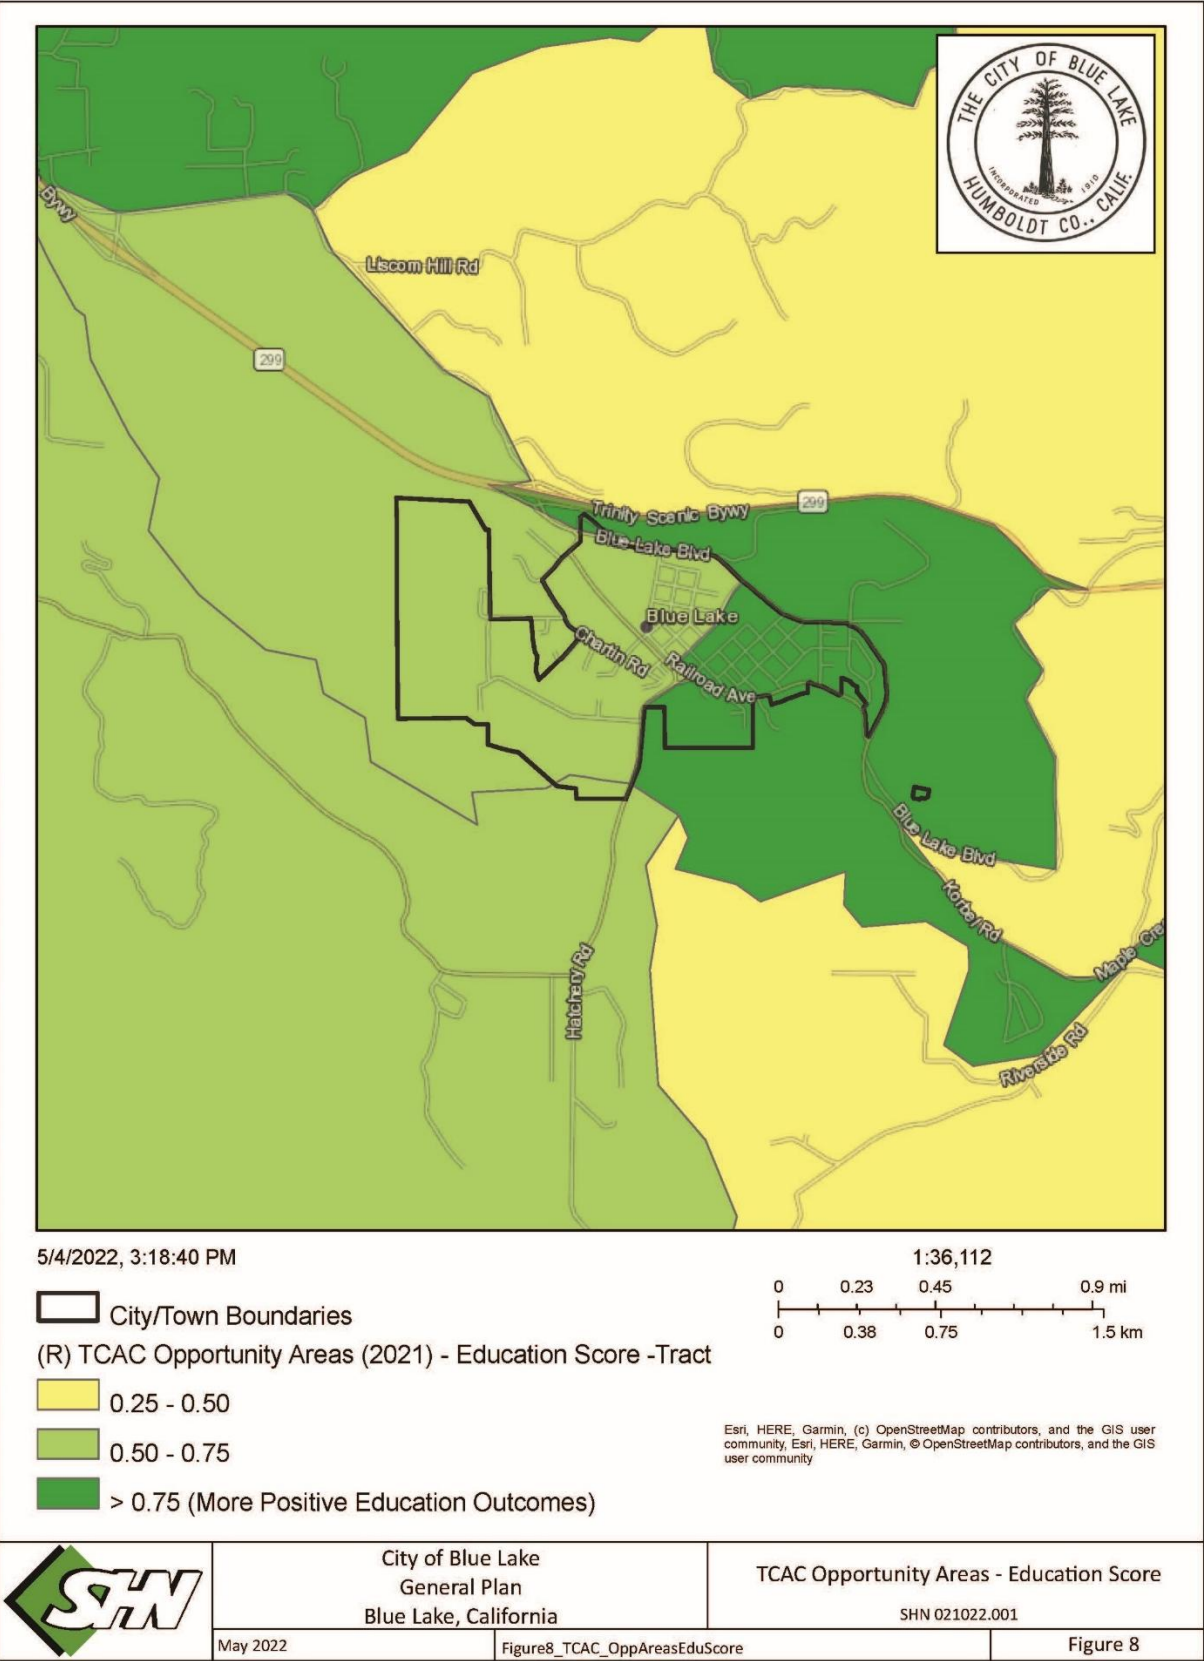 THE CITY OF BLUE LAKE
INCORPORATED 1910
HUMBOLDT CO., CALIF.
Bywy
Liscom Hill Rd
299
Trinity Scenic Bywy
299
Blue Lake Blvd
Blue Lake
Chartin Rd
Railroad Ave
Blue Lake Blvd
Korbel Rd
Maple Cre
Hatchery Rd
Riverside Rd
5/4/2022, 3:18:40 PM
1:36,112
0 0.23 0.45 0.9 mi
0 0.38 0.75 1.5 km
City/Town Boundaries
(R) TCAC Opportunity Areas (2021) - Education Score -Tract
0.25 - 0.50
0.50 - 0.75
> 0.75 (More Positive Education Outcomes)
Esri, HERE, Garmin, (c) OpenStreetMap contributors, and the GIS user
community, Esri, HERE, Garmin, © OpenStreetMap contributors, and the GIS
user community
SHN
City of Blue Lake
General Plan
Blue Lake, California
TCAC Opportunity Areas - Education Score
SHN 021022.001
May 2022
Figure8_TCAC_OppAreasEduScore
Figure 8